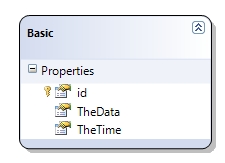 Basic
Properties
id
TheData
TheTime